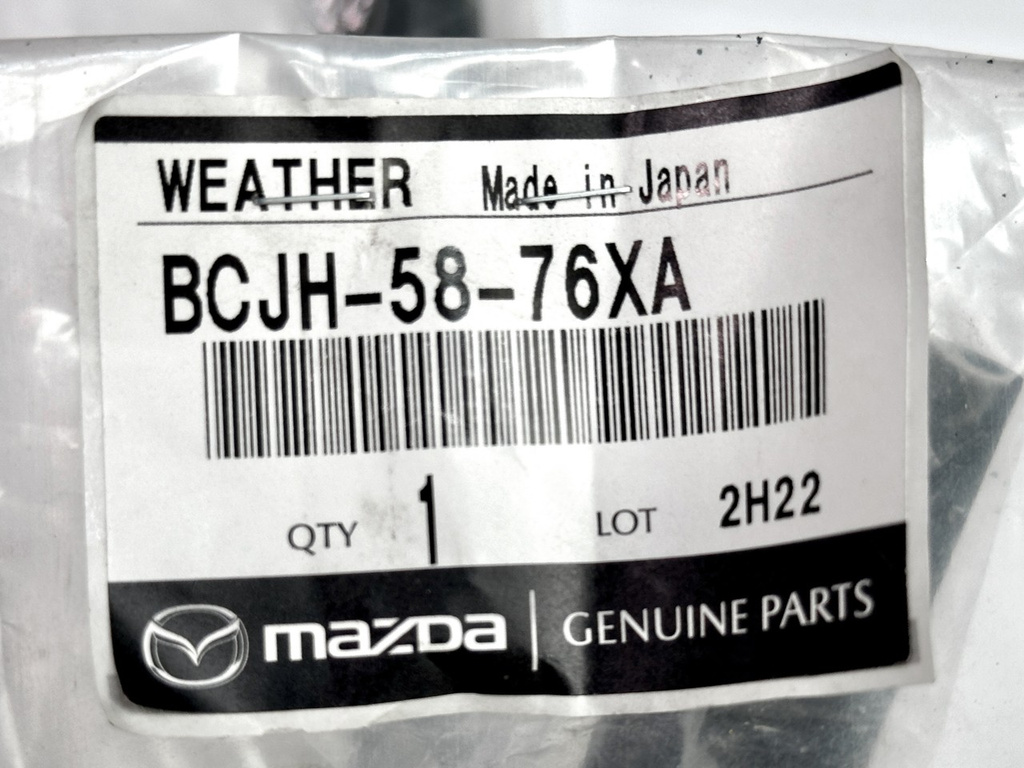 WEATHER Made in Japan
BCJH-58-76XA
QTY 1 LOT 2H22
mazda GENUINE PARTS